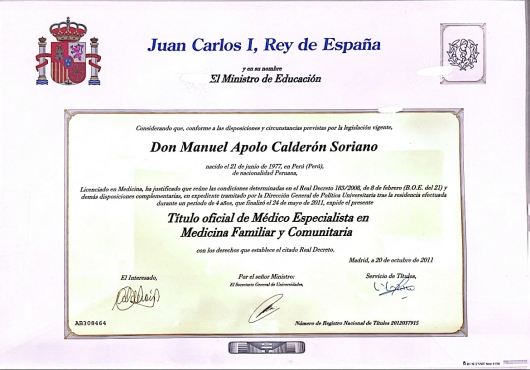 Juan Carlos I, Rey de España
y en su nombre
El Ministro de Educación
Considerando que, conforme a las disposiciones y circunstancias previstas por la legislación vigente,
Don Manuel Apolo Calderón Soriano
nacido el 21 de junio de 1977, en Perú (Perú),
de nacionalidad Peruana,
Licenciado en Medicina, ha justificado que reúne las condiciones determinadas en el Real Decreto 183/2008, de 8 de febrero (B.O.E. del 21) y
demás disposiciones complementarias, en expediente tramitado por la Dirección General de Política Universitaria tras la residencia efectuada
durante un período de 4 años, que finalizó el 24 de mayo de 2011, expide el presente
Título oficial de Médico Especialista en
Medicina Familiar y Comunitaria
con los derechos que establece el citado Real Decreto.
Madrid, a 20 de octubre de 2011
El Interesado,
Por el señor Ministro:
El Secretario General de Universidades,
Servicio de Títulos,
AR308464
Número de Registro Nacional de Títulos 2012037915